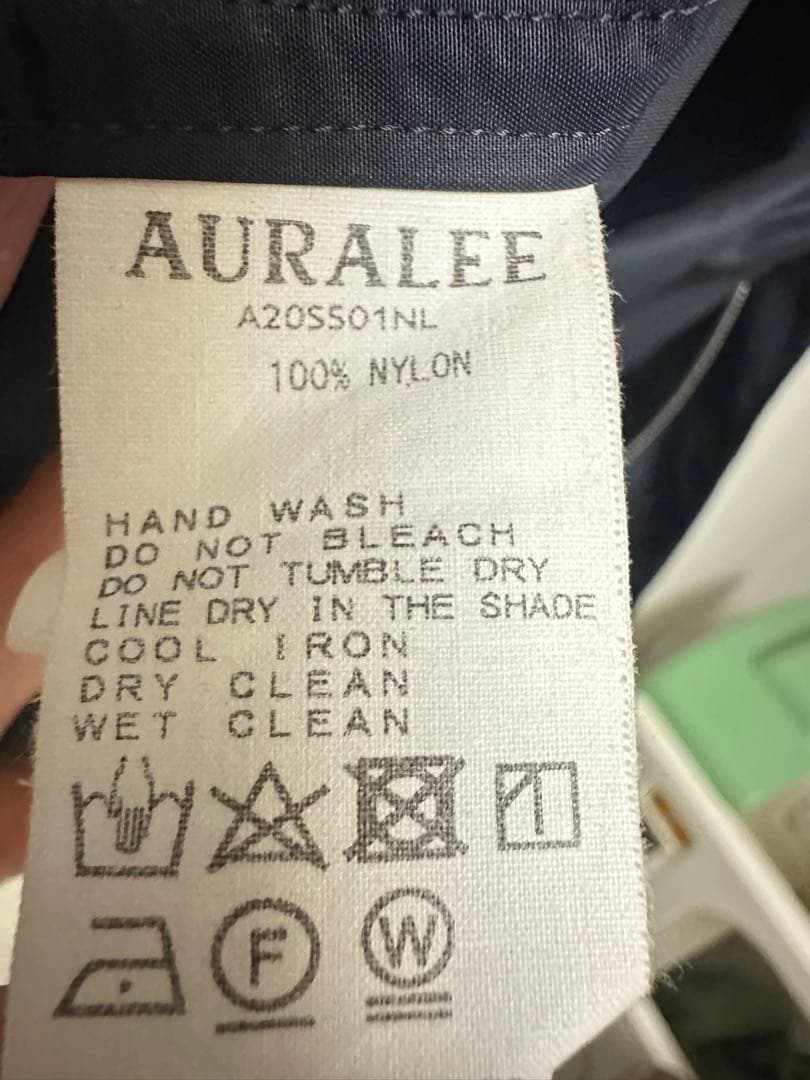 AURALEE
A20SS01NL
100% NYLON
HAND WASH
DO NOT BLEACH
DO NOT TUMBLE DRY
LINE DRY IN THE SHADE
COOL IRON
DRY CLEAN
WET CLEAN
F W